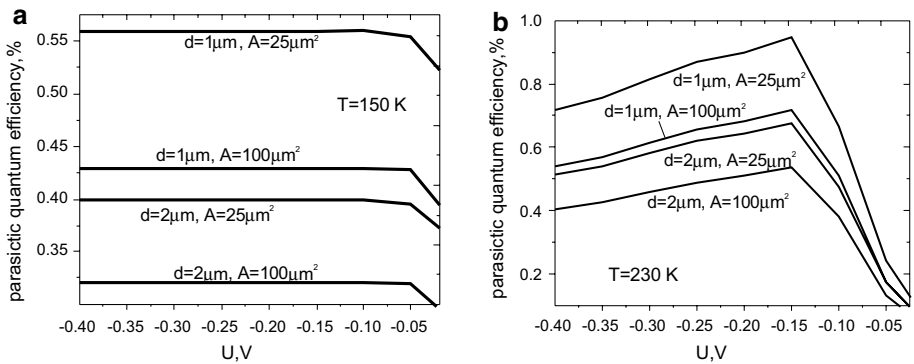 a
parasictic quantum efficiency,%
0.55
0.50
0.45
0.40
0.35
d=1μm, A=25μm²
T=150 K
d=1μm, A=100μm²
d=2μm, A=25μm²
d=2μm, A=100μm²
-0.40 -0.35 -0.30 -0.25 -0.20 -0.15 -0.10 -0.05
U,V
b
parasictic quantum efficiency,%
1.0
0.8
0.6
0.4
0.2
d=1μm, A=25μm²
d=1μm, A=100μm²
d=2μm, A=25μm²
d=2μm, A=100μm²
T=230 K
-0.40 -0.35 -0.30 -0.25 -0.20 -0.15 -0.10 -0.05
U,V